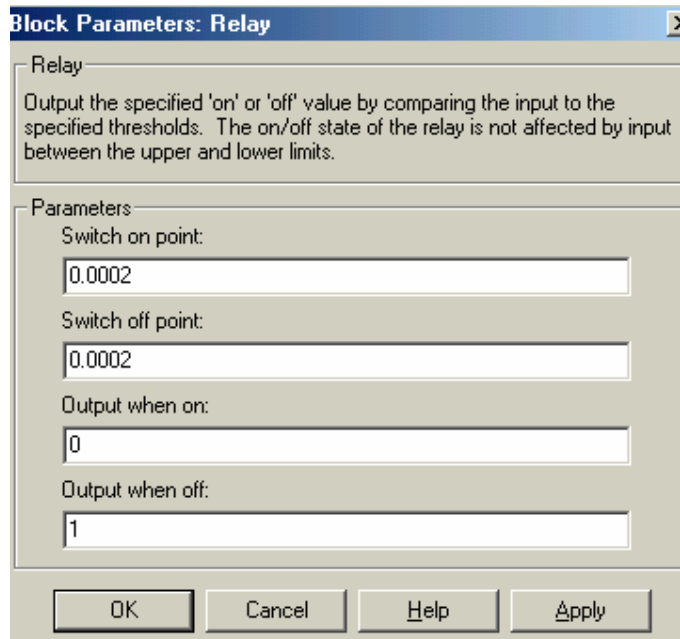 Block Parameters: Relay
Relay
Output the specified 'on' or 'off' value by comparing the input to the
specified thresholds. The on/off state of the relay is not affected by input
between the upper and lower limits.
Parameters
Switch on point:
0.0002
Switch off point:
0.0002
Output when on:
0
Output when off:
1
OK Cancel Help Apply